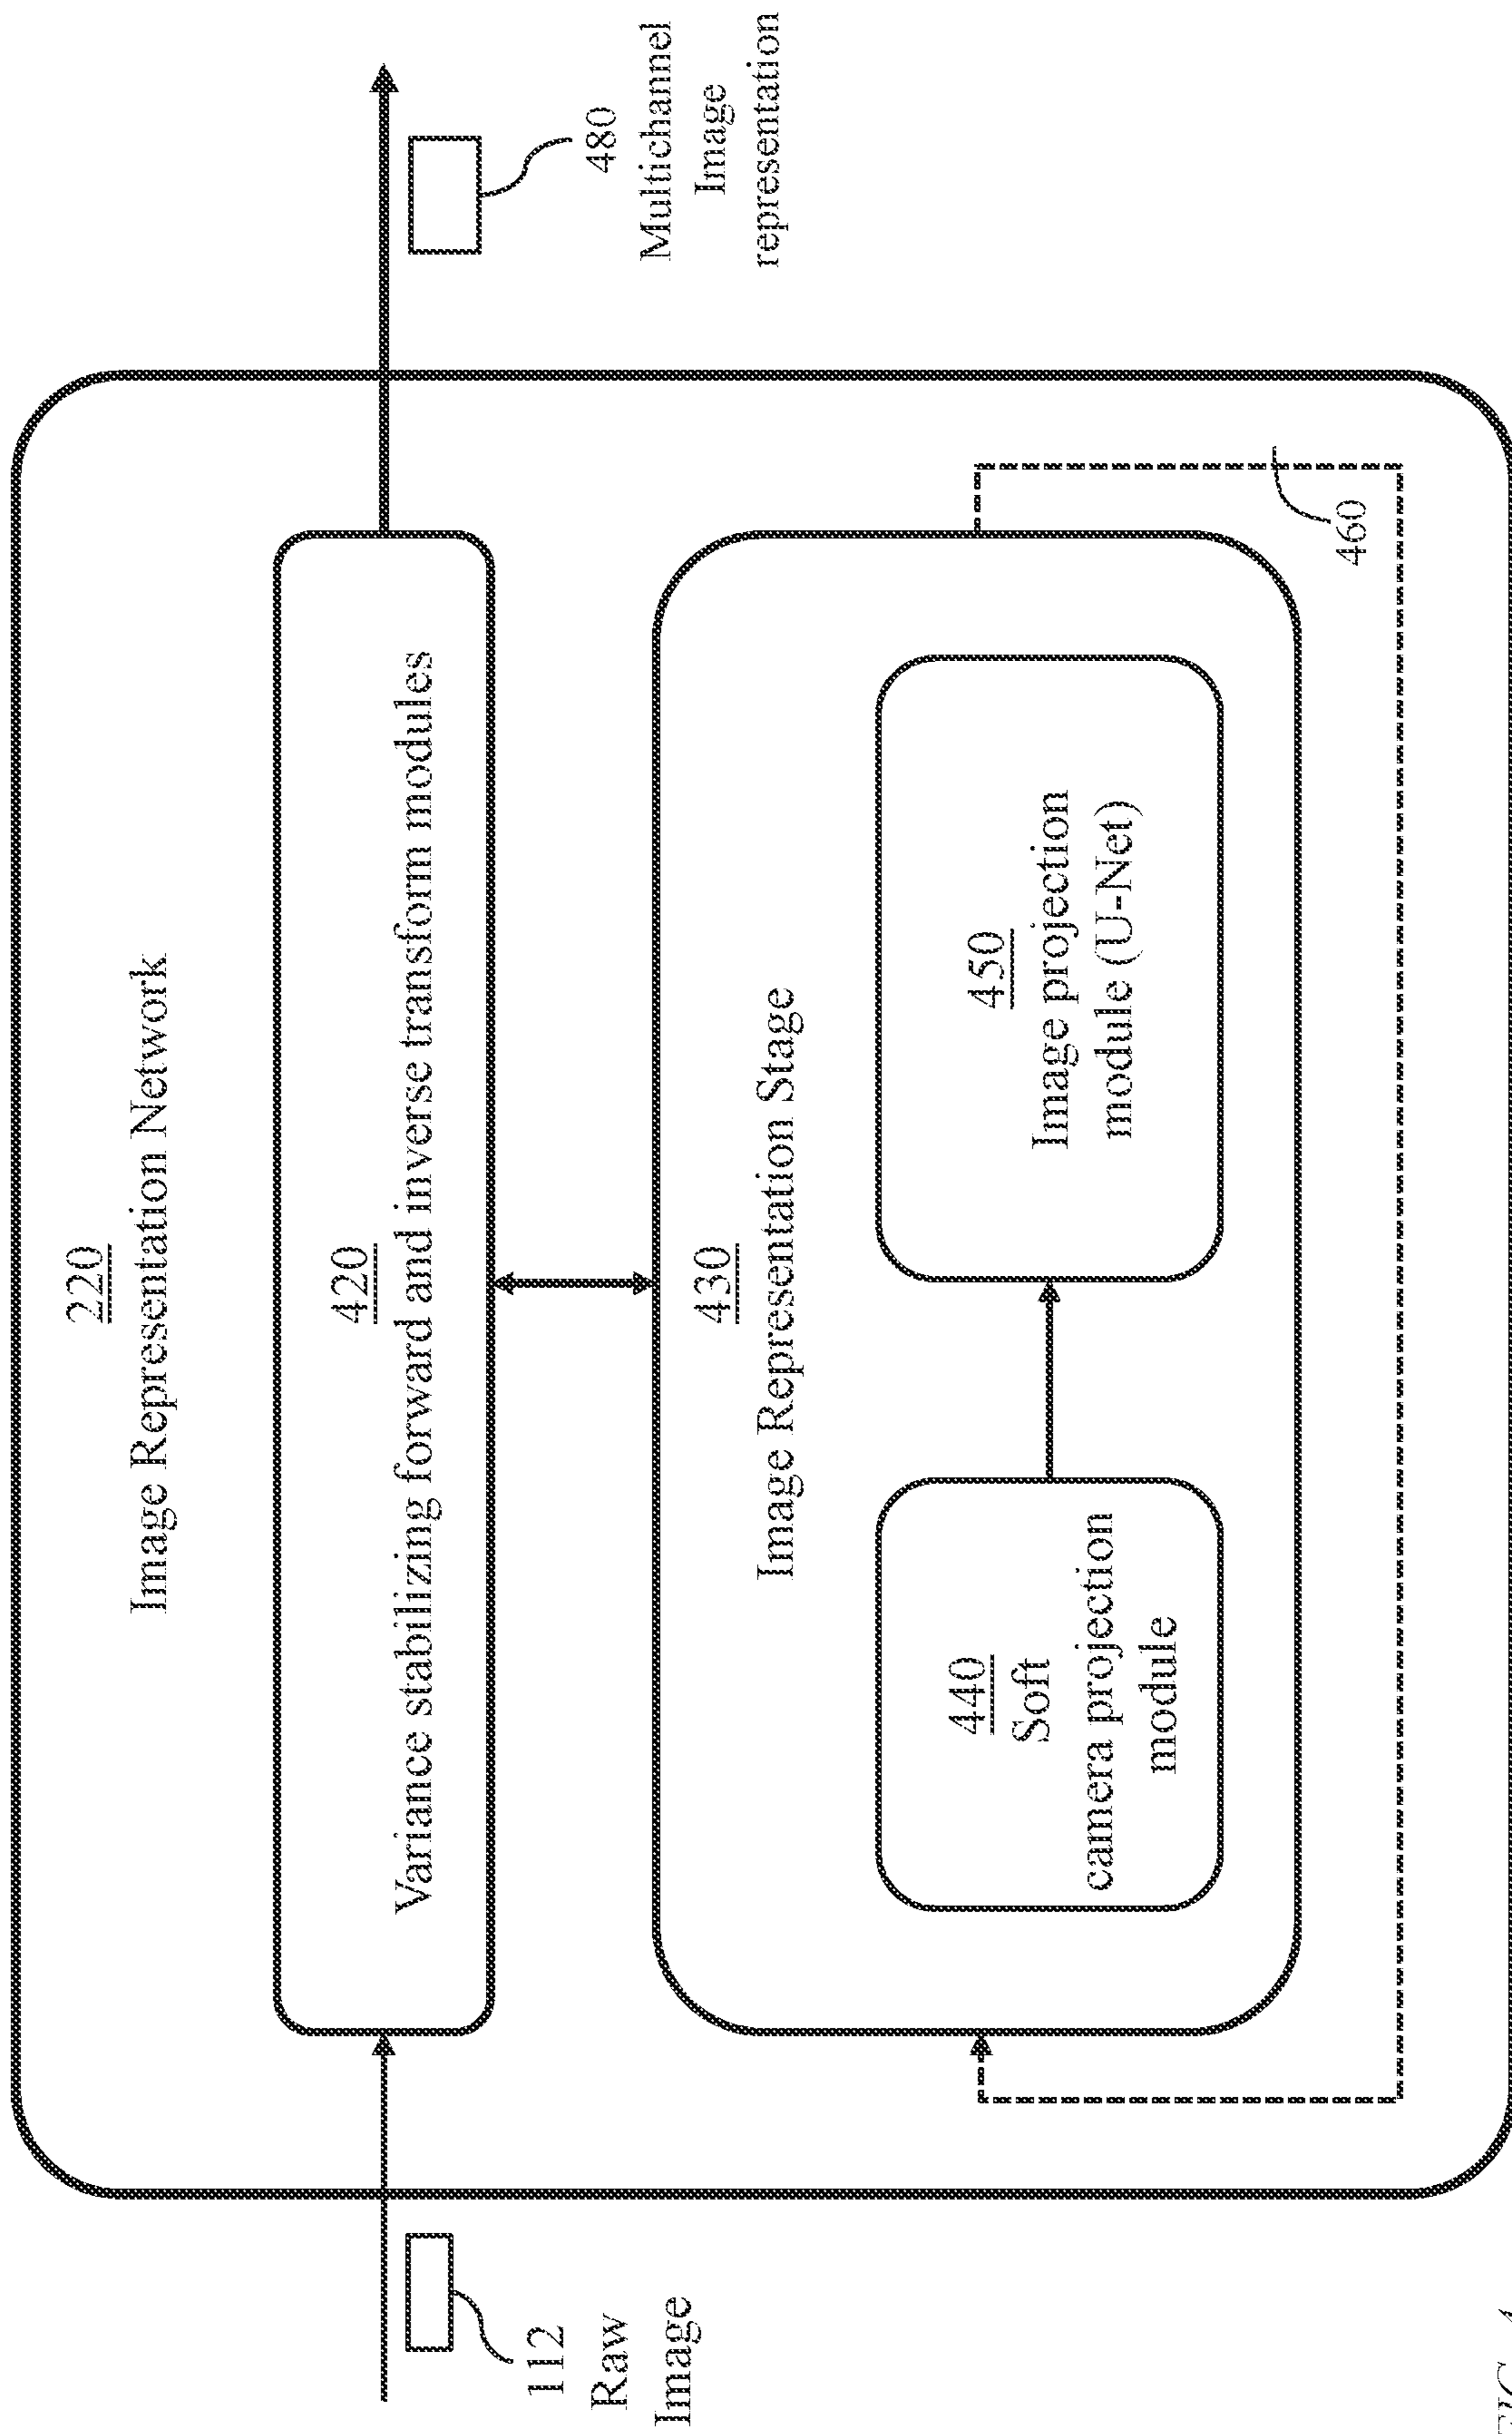 220
Image Representation Network
420
Variance stabilizing forward and inverse transform modules
430
Image Representation Stage
440
Soft
camera projection
module
450
Image projection
module (U-Net)
460
112
Raw
Image
480
Multichannel
Image
representation
FIG. 4